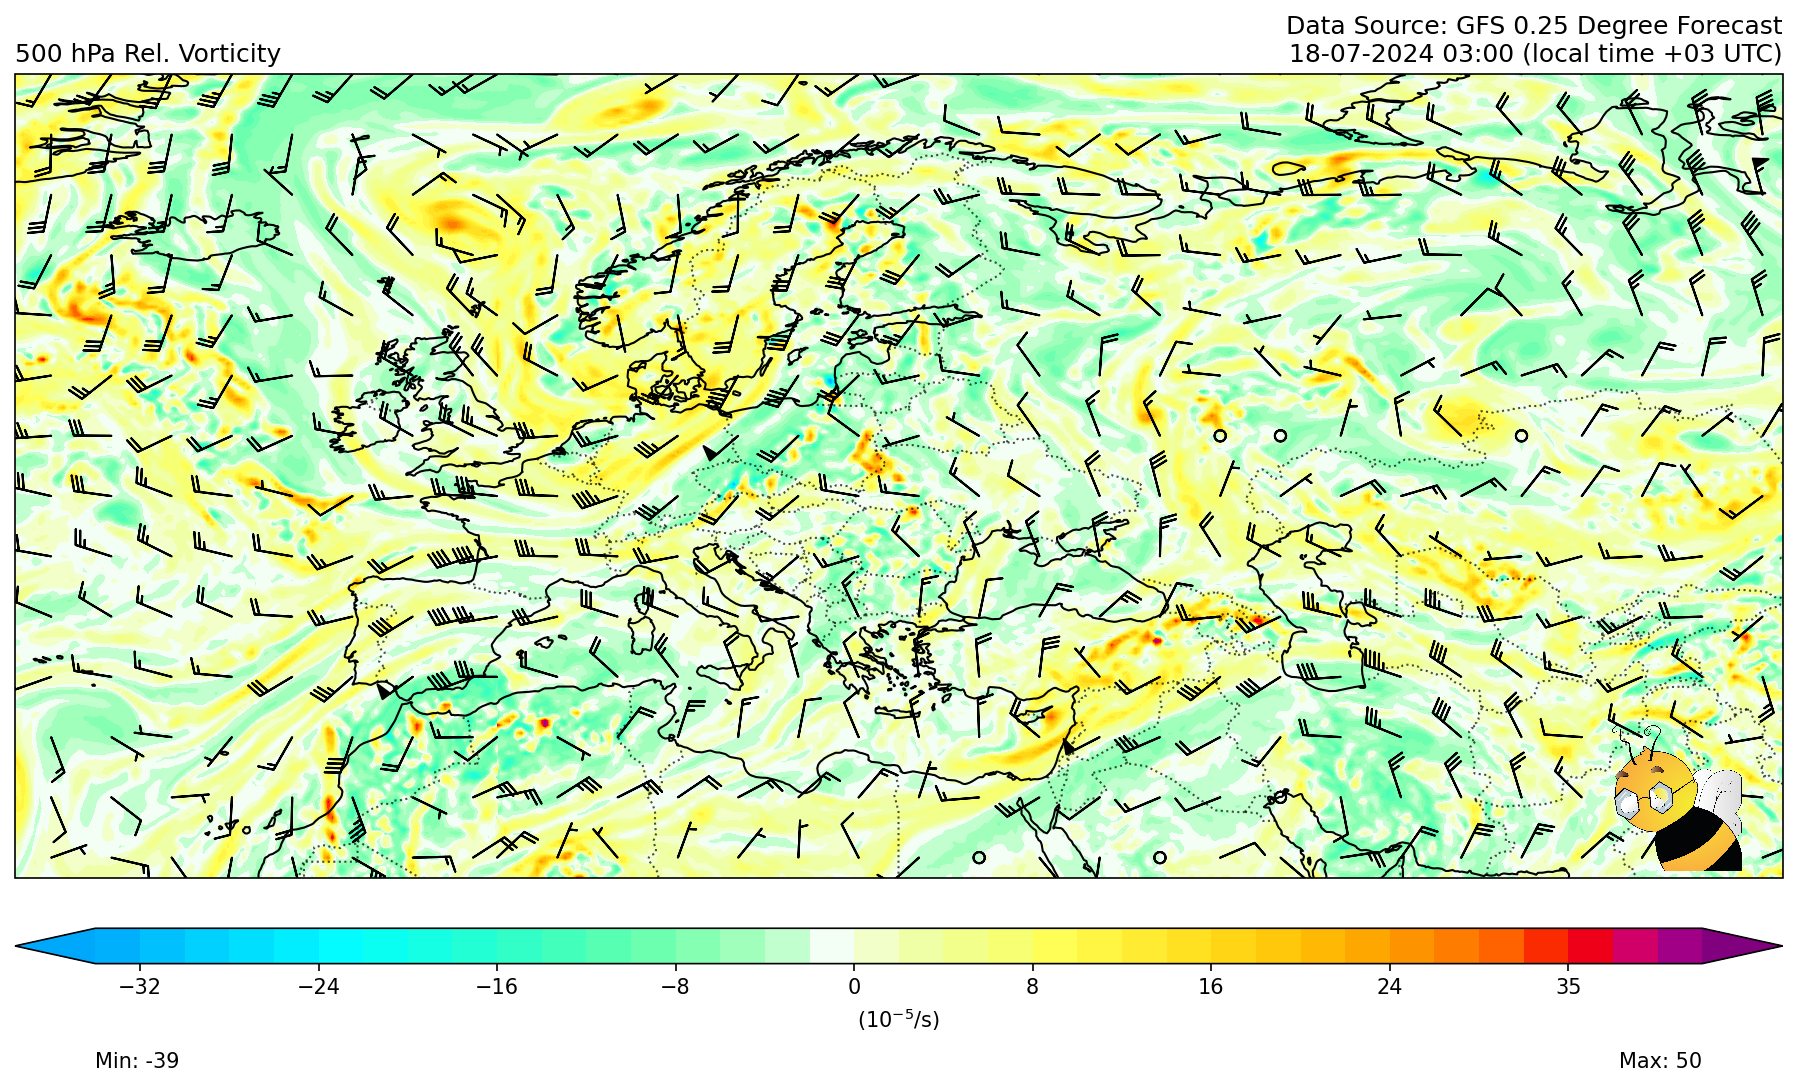 Data Source: GFS 0.25 Degree Forecast
500 hPa Rel. Vorticity
18-07-2024 03:00 (local time +03 UTC)
−32 −24 −16 −8 0 8 16 24 35
(10⁻⁵/s)
Min: -39
Max: 50